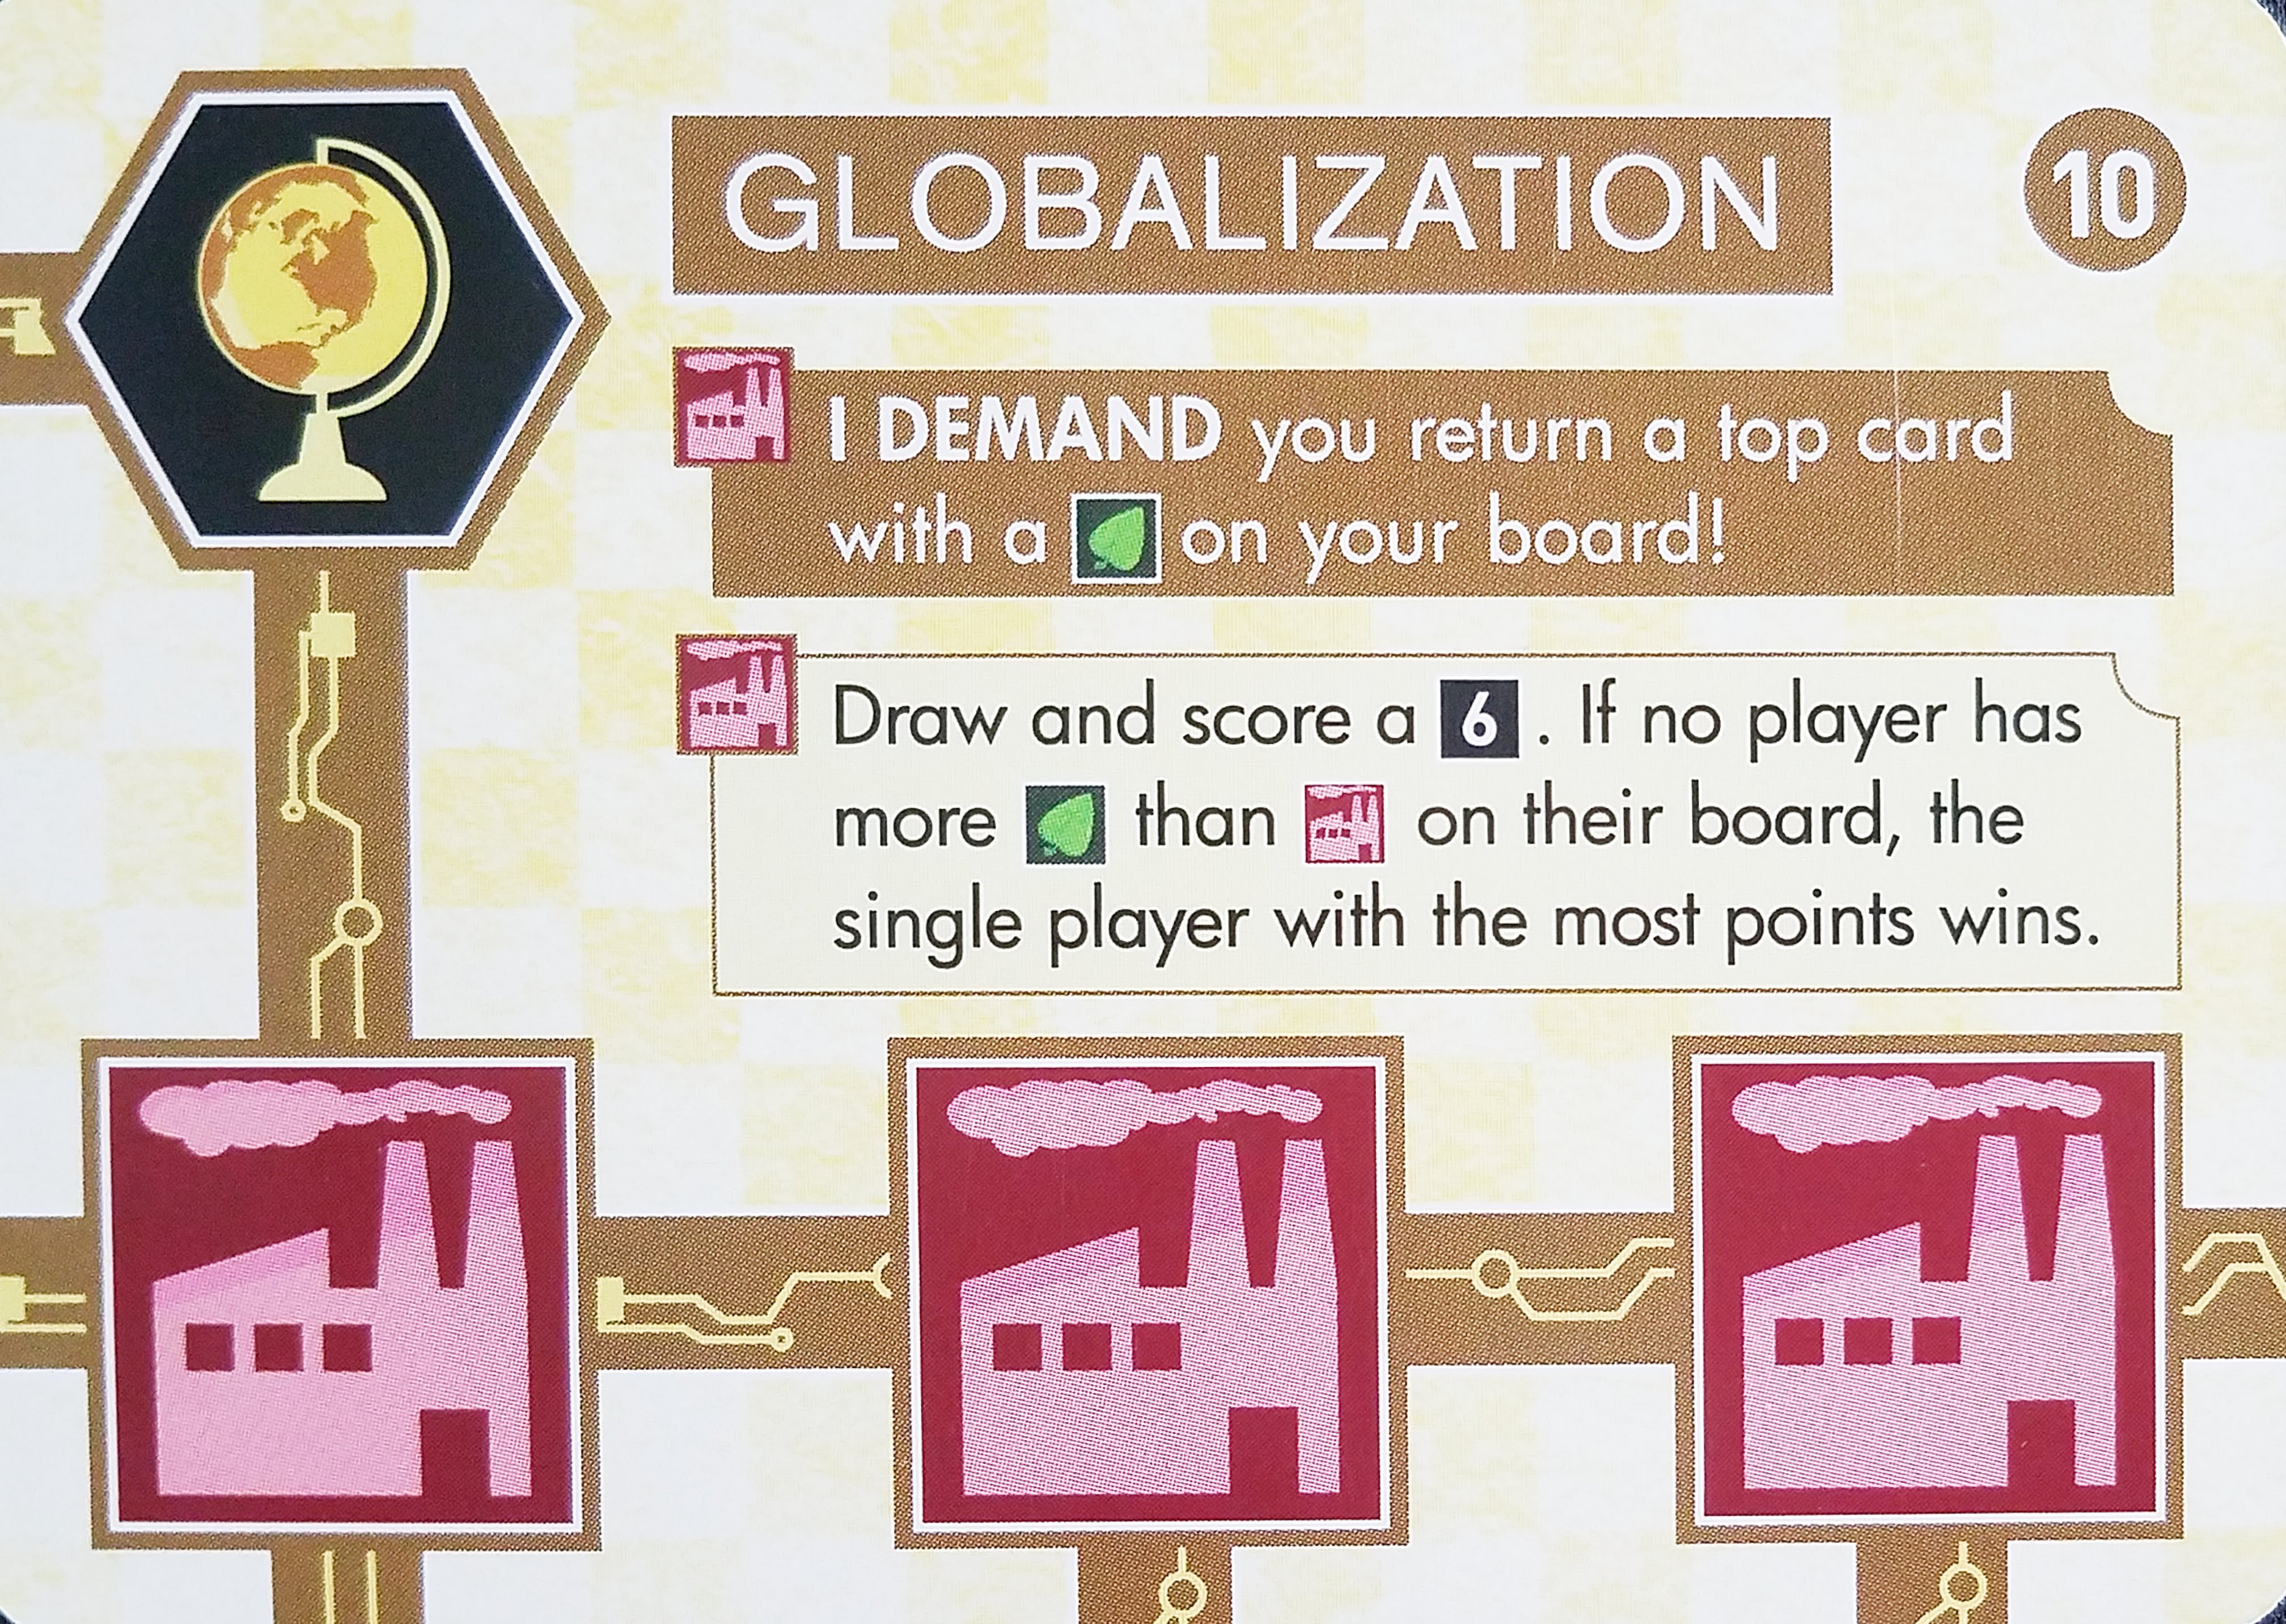 GLOBALIZATION
10
I DEMAND you return a top card
with a on your board!
Draw and score a 6 . If no player has
more than on their board, the
single player with the most points wins.